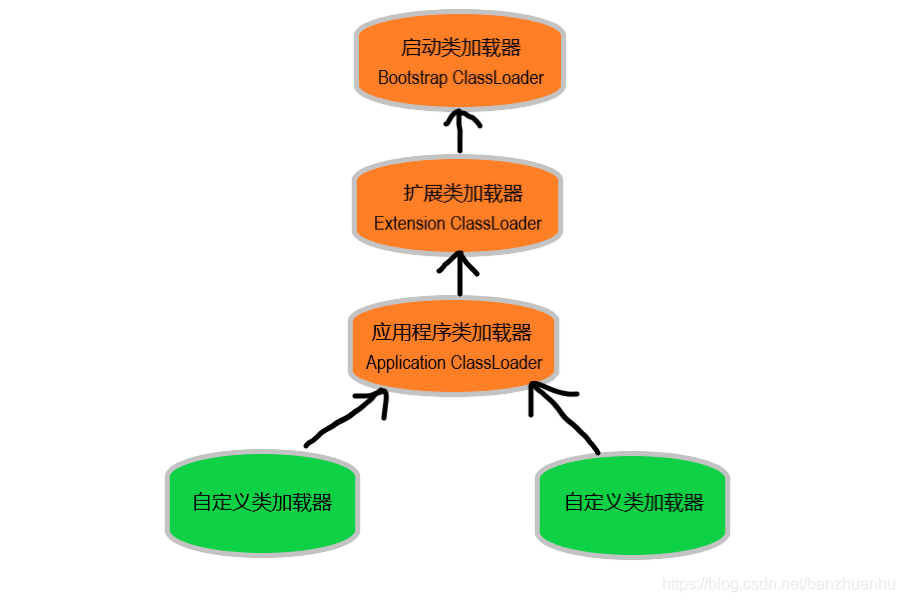 启动类加载器
Bootstrap ClassLoader
扩展类加载器
Extension ClassLoader
应用程序类加载器
Application ClassLoader
自定义类加载器
自定义类加载器
https://blog.csdn.net/banzhuanhu